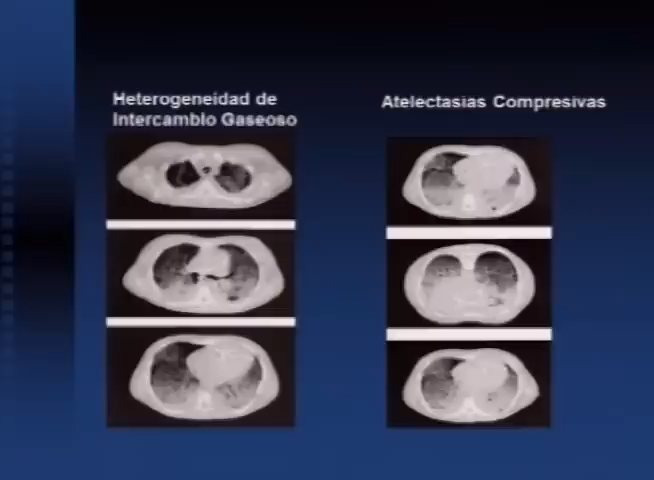 Heterogeneidad de
Intercambio Gaseoso
Atelectasias Compresivas